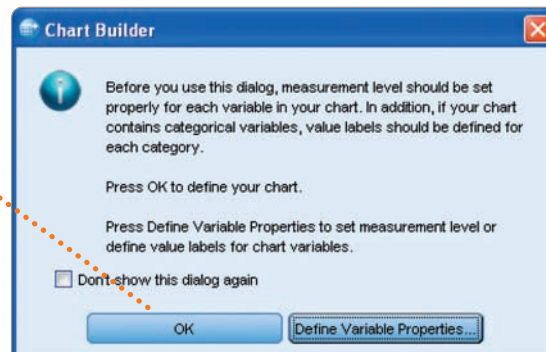 Chart Builder
Before you use this dialog, measurement level should be set
properly for each variable in your chart. In addition, if your chart
contains categorical variables, value labels should be defined for
each category.
Press OK to define your chart.
Press Define Variable Properties to set measurement level or
define value labels for chart variables.
Don't show this dialog again
OK
Define Variable Properties...